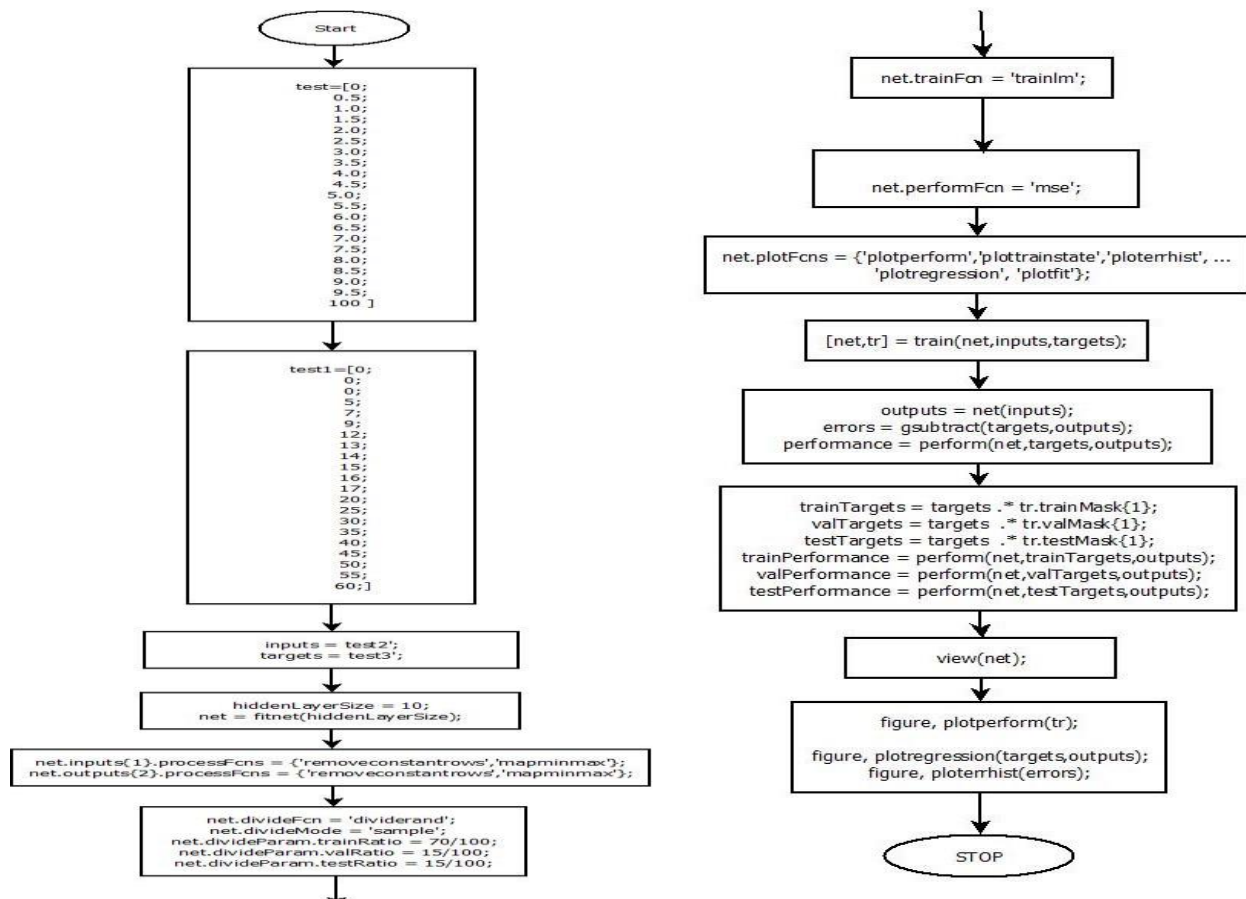 Start
test=[0;
0.5;
1.0;
1.5;
2.0;
2.5;
3.0;
3.5;
4.0;
4.5;
5.0;
5.5;
6.0;
6.5;
7.0;
7.5;
8.0;
8.5;
9.0;
9.5;
100 ]
test1=[0;
0;
0;
5;
7;
9;
12;
13;
14;
15;
16;
17;
20;
25;
30;
35;
40;
45;
50;
55;
60;]
inputs = test2';
targets = test3';
hiddenLayerSize = 10;
net = fitnet(hiddenLayerSize);
net.inputs{1}.processFcns = {'removeconstantrows','mapminmax'};
net.outputs{2}.processFcns = {'removeconstantrows','mapminmax'};
net.divideFcn = 'dividerand';
net.divideMode = 'sample';
net.divideParam.trainRatio = 70/100;
net.divideParam.valRatio = 15/100;
net.divideParam.testRatio = 15/100;
net.trainFcn = 'trainlm';
net.performFcn = 'mse';
net.plotFcns = {'plotperform','plottrainstate','ploterrhist', ...
'plotregression', 'plotfit'};
[net,tr] = train(net,inputs,targets);
outputs = net(inputs);
errors = gsubtract(targets,outputs);
performance = perform(net,targets,outputs);
trainTargets = targets .* tr.trainMask{1};
valTargets = targets .* tr.valMask{1};
testTargets = targets .* tr.testMask{1};
trainPerformance = perform(net,trainTargets,outputs);
valPerformance = perform(net,valTargets,outputs);
testPerformance = perform(net,testTargets,outputs);
view(net);
figure, plotperform(tr);
figure, plotregression(targets,outputs);
figure, ploterrhist(errors);
STOP